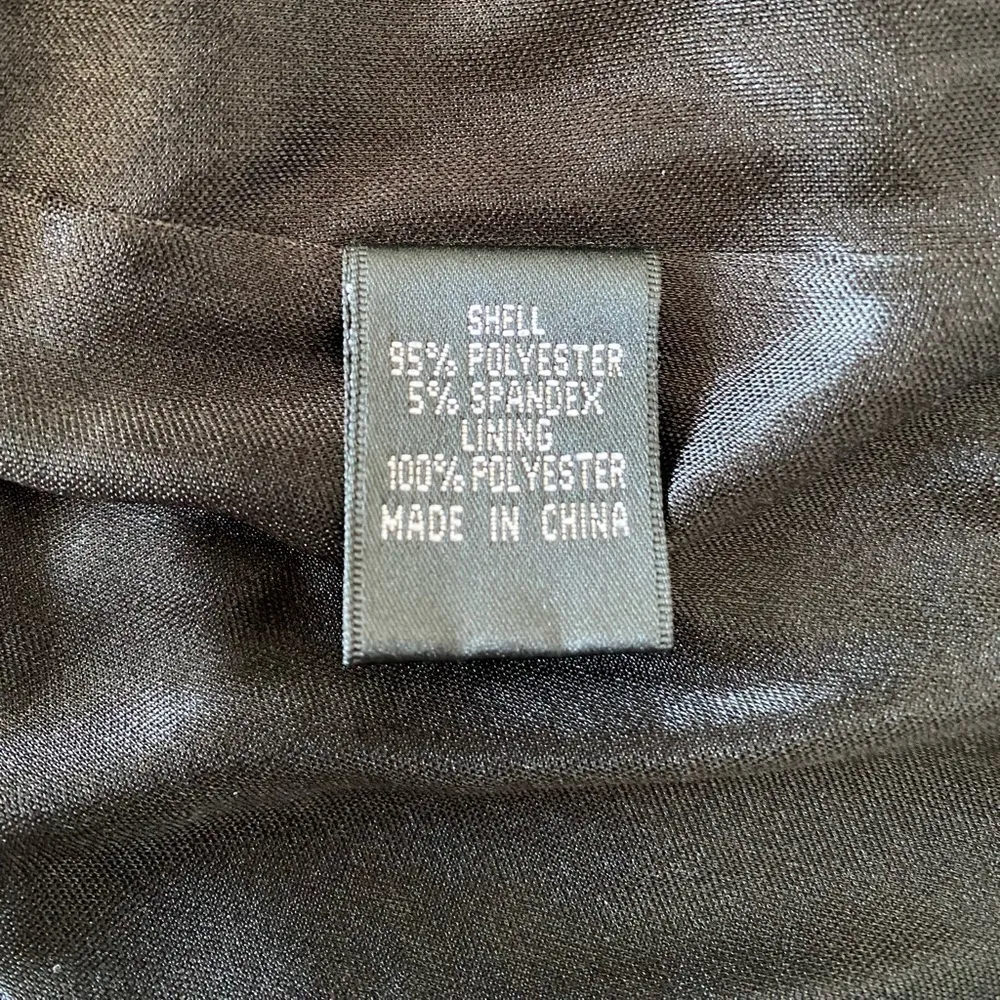 SHELL
95% POLYESTER
5% SPANDEX
LINING
100% POLYESTER
MADE IN CHINA